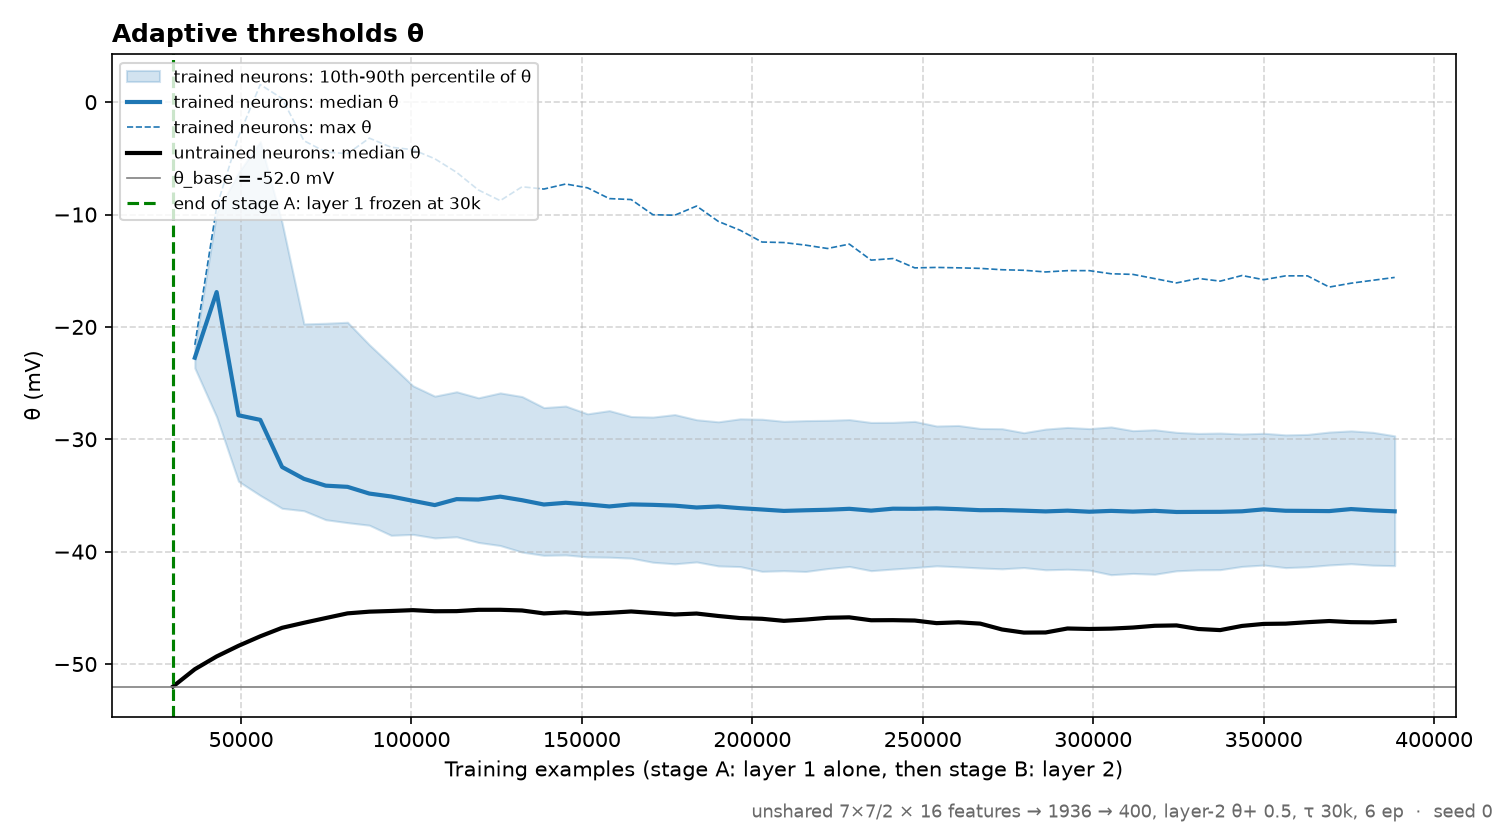 Adaptive thresholds θ
trained neurons: 10th-90th percentile of θ
trained neurons: median θ
trained neurons: max θ
untrained neurons: median θ
θ_base = -52.0 mV
end of stage A: layer 1 frozen at 30k
θ (mV)
0
−10
−20
−30
−40
−50
50000
100000
150000
200000
250000
300000
350000
400000
Training examples (stage A: layer 1 alone, then stage B: layer 2)
unshared 7×7/2 × 16 features → 1936 → 400, layer-2 θ+ 0.5, τ 30k, 6 ep · seed 0